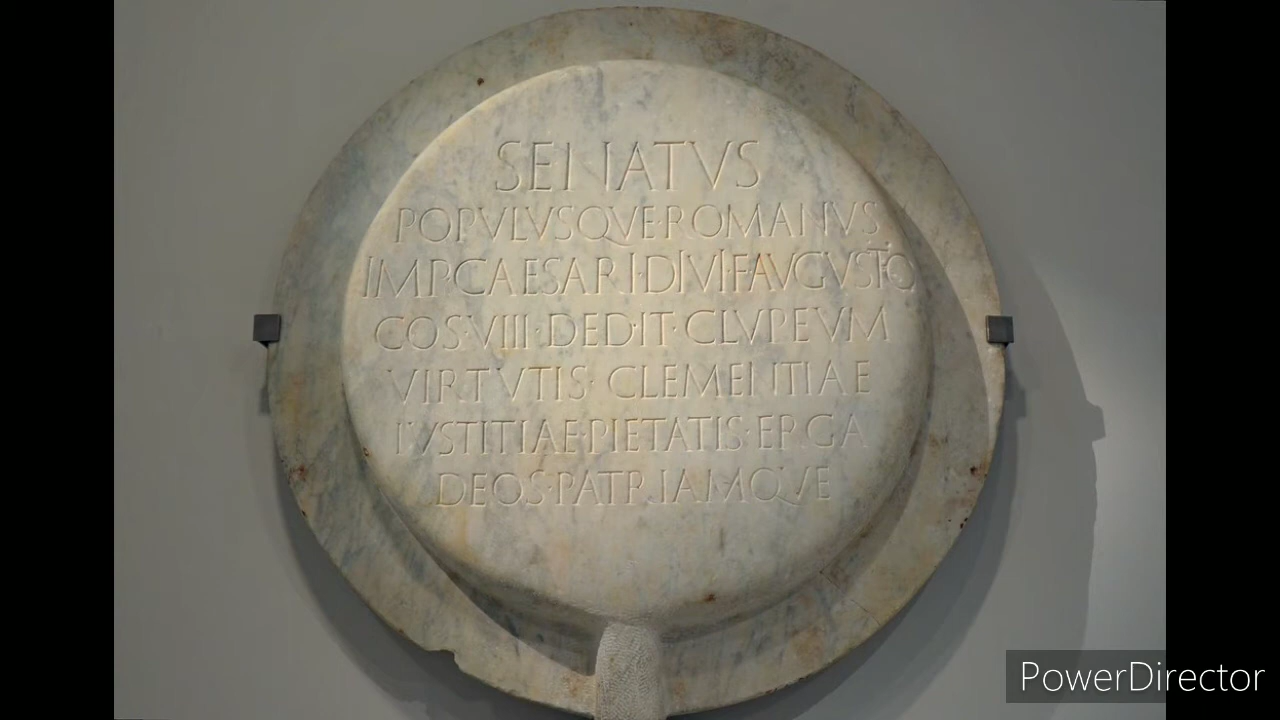 SENATVS
POPVLVSQVE·ROMANVS
IMP·CAESARI·DIVI·F·AVGVSTO
COS·VIII·DEDIT·CLVPEVM
VIRTVTIS·CLEMENTIAE
IVSTITIAE·PIETATIS·ERGA
DEOS·PATRIAMQVE
PowerDirector